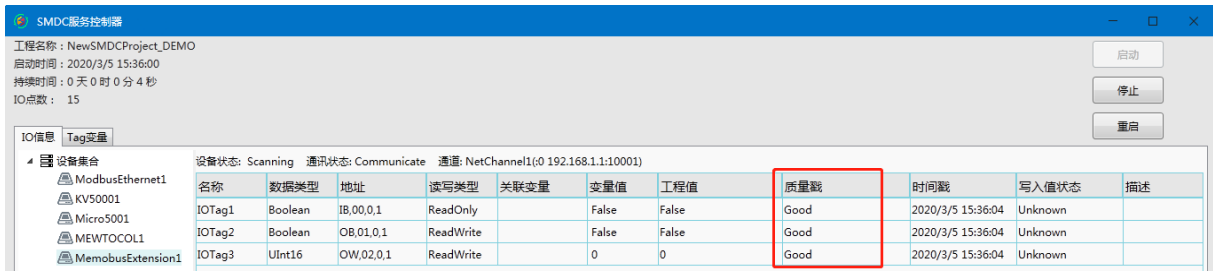 SMDC服务控制器
工程名称：NewSMDCProject_DEMO
启动时间：2020/3/5 15:36:00
持续时间：0 天 0 时 0 分 4 秒
IO点数： 15
启动
停止
重启
IO信息 Tag变量
设备集合
ModbusEthernet1
KV50001
Micro5001
MEWTOCOL1
MemobusExtension1
设备状态: Scanning 通讯状态: Communicate 通道: NetChannel1(:0 192.168.1.1:10001)
名称 数据类型 地址 读写类型 关联变量 变量值 工程值 质量戳 时间戳 写入值状态 描述
IOTag1 Boolean IB,00,0,1 ReadOnly False False Good 2020/3/5 15:36:04 Unknown
IOTag2 Boolean OB,01,0,1 ReadWrite False False Good 2020/3/5 15:36:04 Unknown
IOTag3 UInt16 OW,02,0,1 ReadWrite 0 0 Good 2020/3/5 15:36:04 Unknown